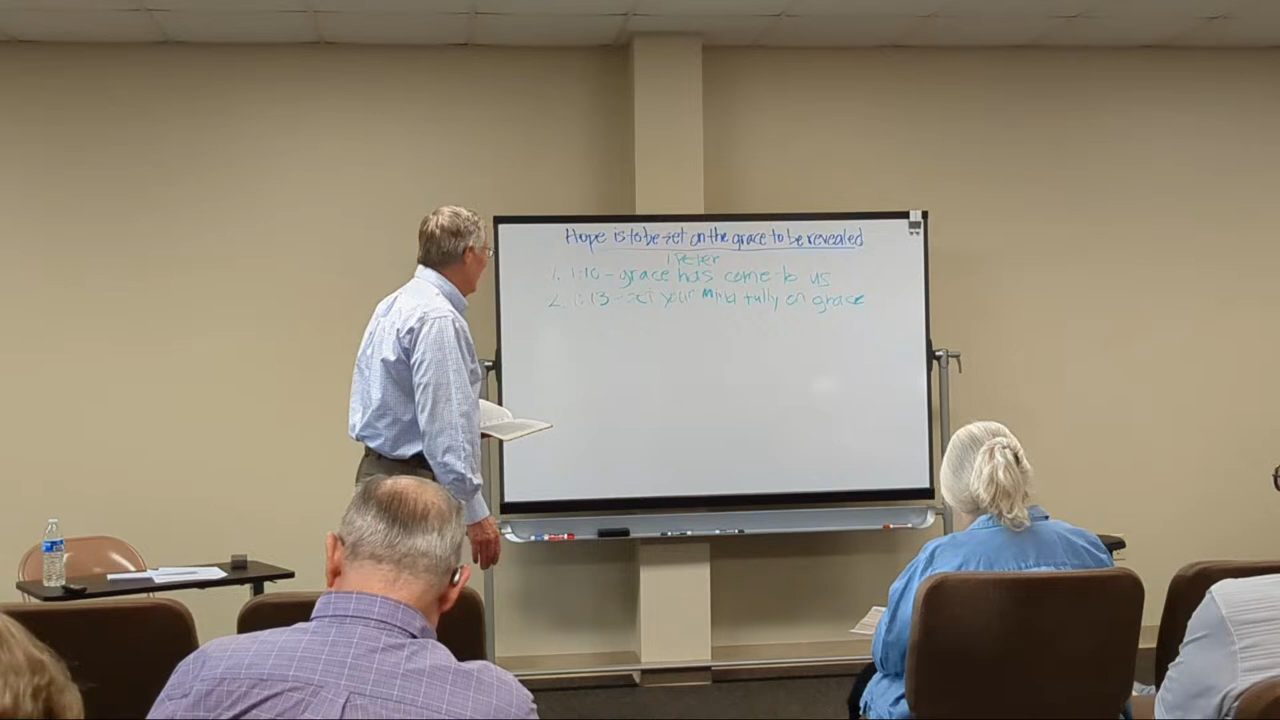 Hope is to be set on the grace to be revealed
1 Peter
1. 1:10 - grace has come to us
2. 1:13 - set your mind fully on grace